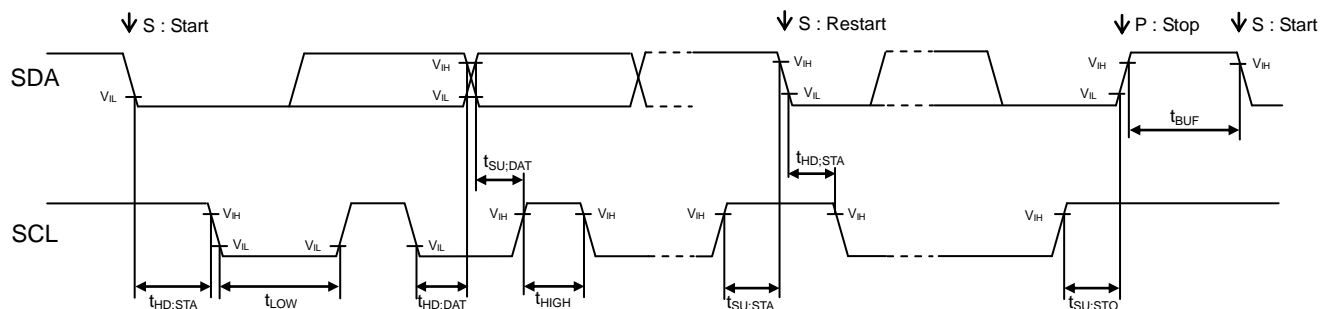 S : Start
S : Restart
P : Stop
S : Start
SDA
VIL
VIH
VIL
VIH
VIL
VIL
VIH
VIH
tBUF
tSU;DAT
tHD;STA
SCL
VIH
VIL
VIL
VIL
VIH
VIH
VIH
VIH
VIH
tHD;STA
tLOW
tHD;DAT
tHIGH
tSU;STA
tSU;STO